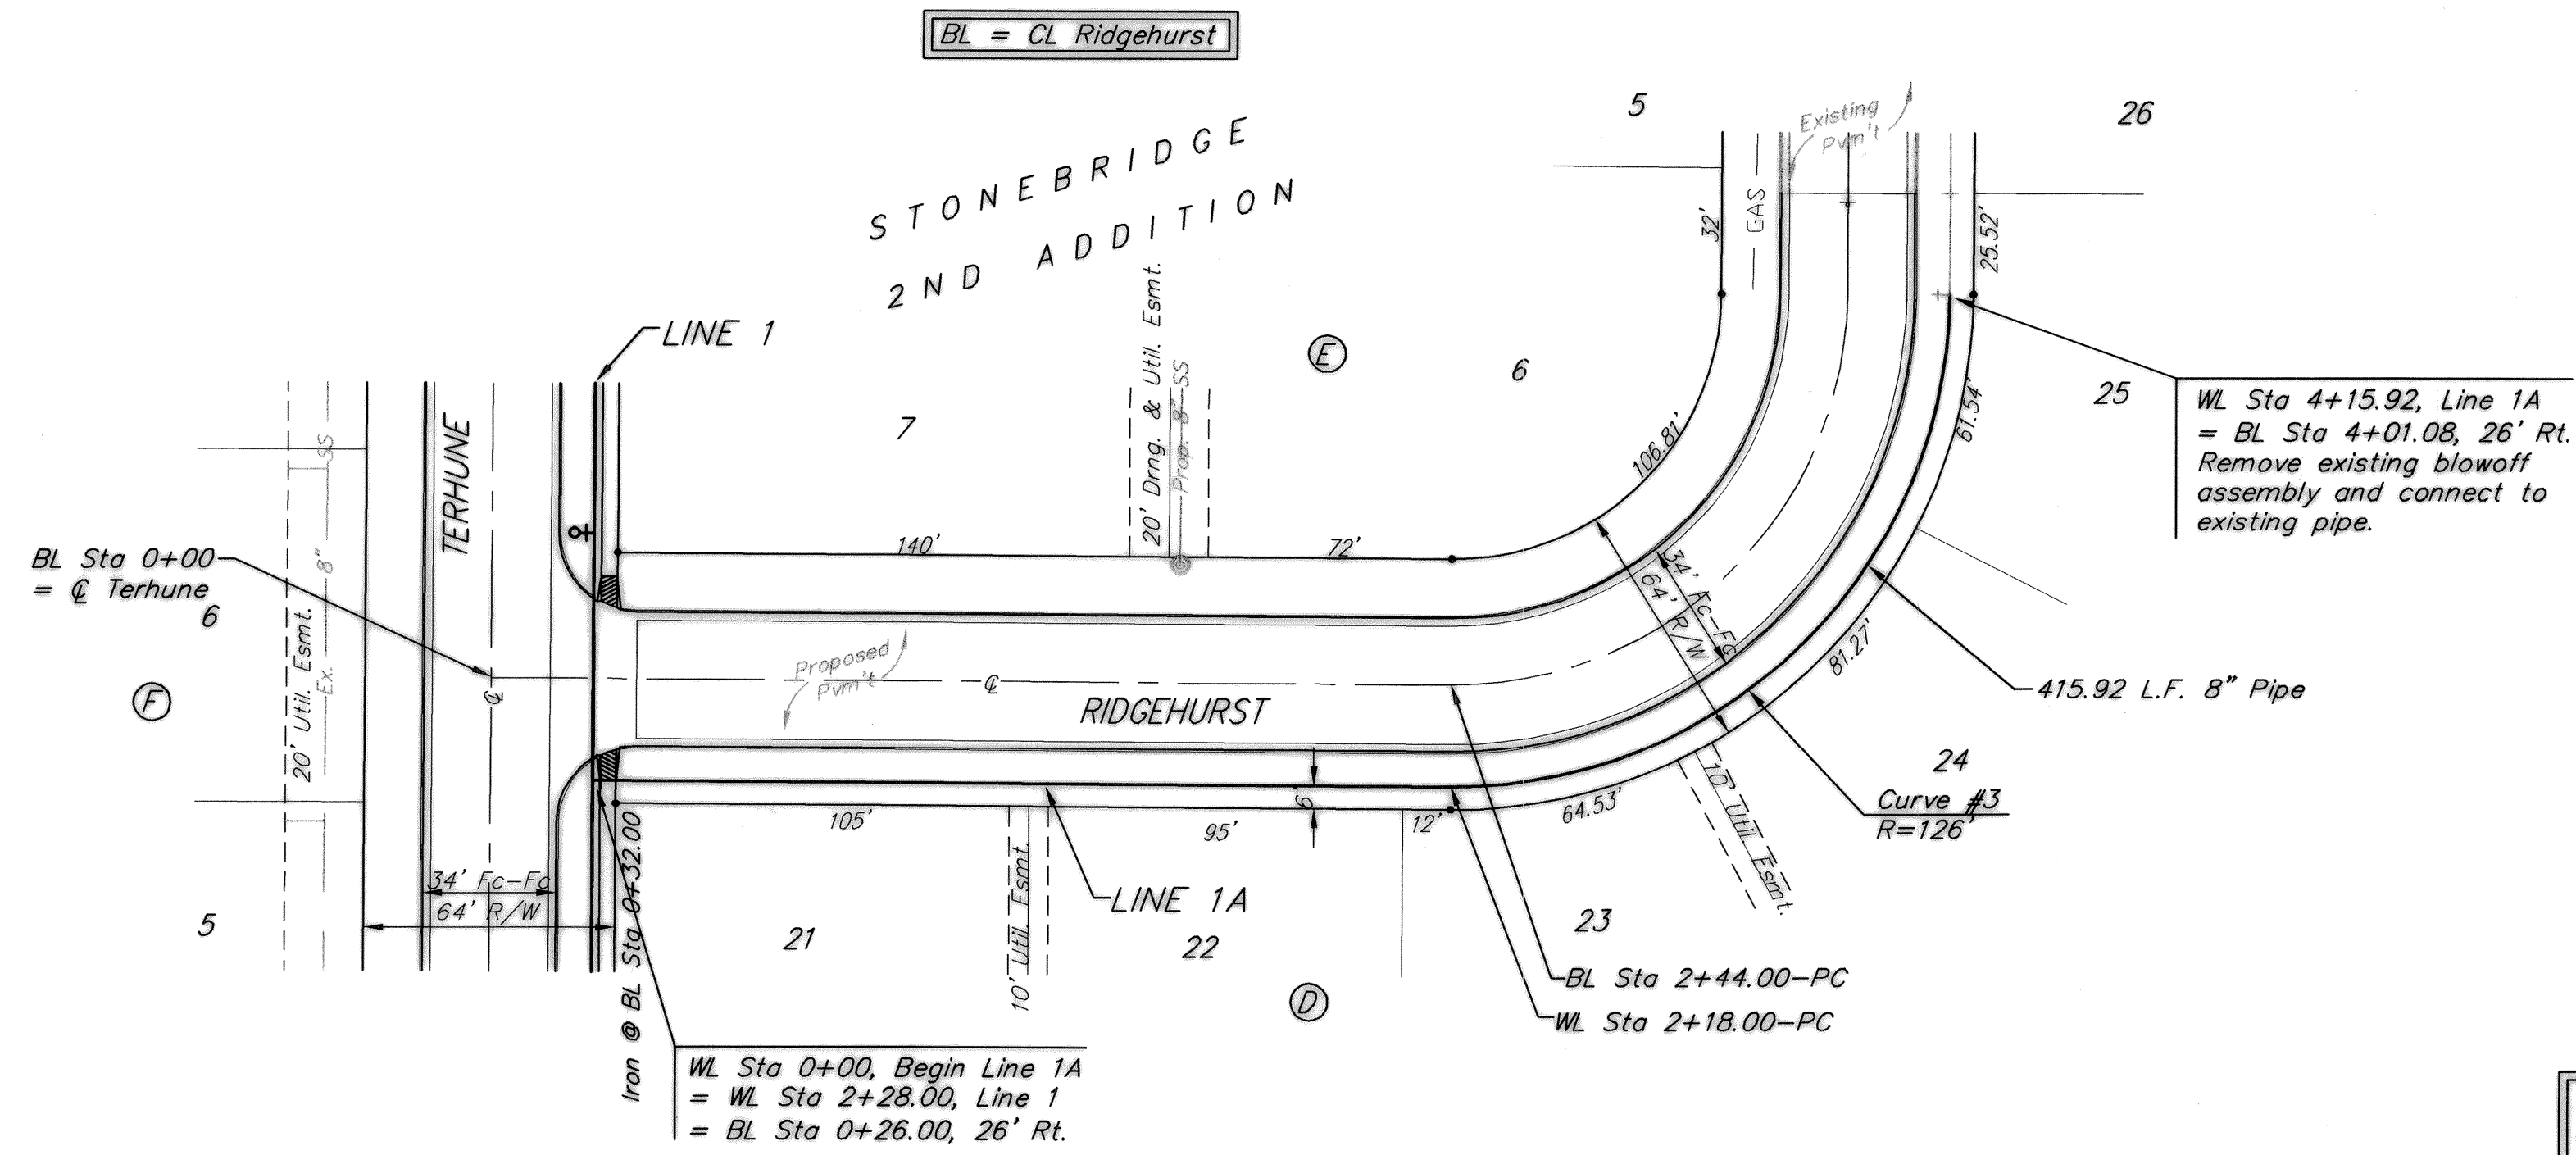 BL = CL Ridgehurst
STONEBRIDGE
2ND ADDITION
5
26
Existing
Pvm't
GAS
32'
25.52'
LINE 1
20' Drng. & Util. Esmt.
Prop. 8" SS
E
6
7
25
106.81'
61.54'
WL Sta 4+15.92, Line 1A
= BL Sta 4+01.08, 26' Rt.
Remove existing blowoff
assembly and connect to
existing pipe.
TERHUNE
SS
Ex. 8"
20' Util. Esmt.
BL Sta 0+00
= ℄ Terhune
6
F
5
140'
72'
34' Fc-Fc
64' R/W
81.27'
415.92 L.F. 8" Pipe
Proposed
Pvm't
℄
℄
RIDGEHURST
24
Curve #3
R=126'
10' Util. Esmt.
64.53'
6'
105'
95'
12'
34' Fc-Fc
64' R/W
Iron @ BL Sta 0+32.00
21
10' Util. Esmt.
LINE 1A
22
23
D
BL Sta 2+44.00-PC
WL Sta 2+18.00-PC
WL Sta 0+00, Begin Line 1A
= WL Sta 2+28.00, Line 1
= BL Sta 0+26.00, 26' Rt.